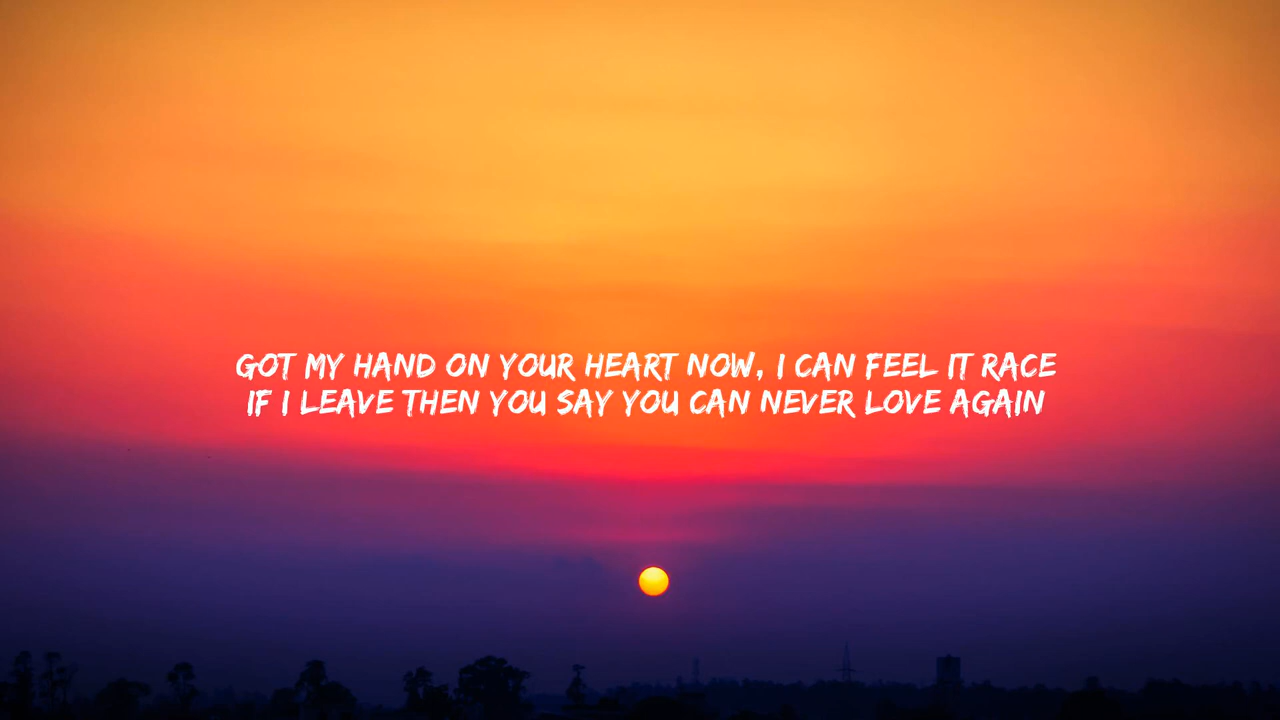 GOT MY HAND ON YOUR HEART NOW, I CAN FEEL IT RACE
IF I LEAVE THEN YOU SAY YOU CAN NEVER LOVE AGAIN